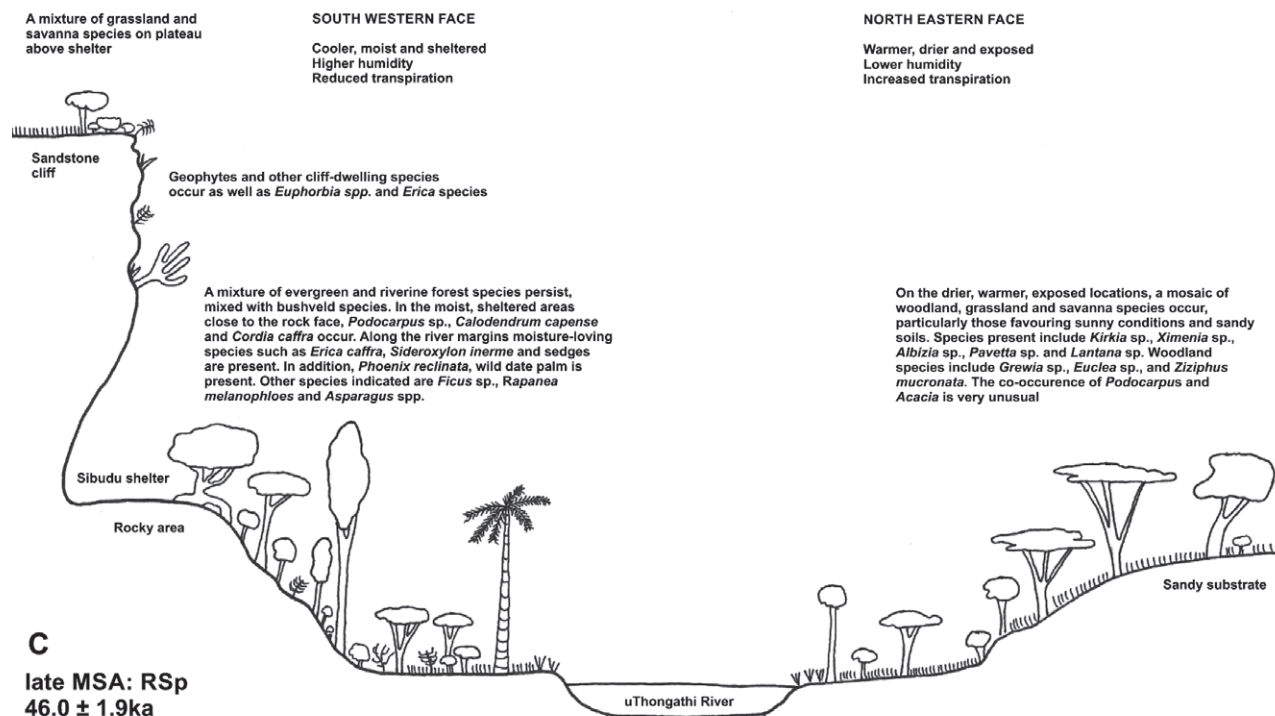 A mixture of grassland and
savanna species on plateau
above shelter
SOUTH WESTERN FACE
Cooler, moist and sheltered
Higher humidity
Reduced transpiration
NORTH EASTERN FACE
Warmer, drier and exposed
Lower humidity
Increased transpiration
Sandstone
cliff
Geophytes and other cliff-dwelling species
occur as well as Euphorbia spp. and Erica species
A mixture of evergreen and riverine forest species persist,
mixed with bushveld species. In the moist, sheltered areas
close to the rock face, Podocarpus sp., Calodendrum capense
and Cordia caffra occur. Along the river margins moisture-loving
species such as Erica caffra, Sideroxylon inerme and sedges
are present. In addition, Phoenix reclinata, wild date palm is
present. Other species indicated are Ficus sp., Rapanea
melanophloes and Asparagus spp.
On the drier, warmer, exposed locations, a mosaic of
woodland, grassland and savanna species occur,
particularly those favouring sunny conditions and sandy
soils. Species present include Kirkia sp., Ximenia sp.,
Albizia sp., Pavetta sp. and Lantana sp. Woodland
species include Grewia sp., Euclea sp., and Ziziphus
mucronata. The co-occurence of Podocarpus and
Acacia is very unusual
Sibudu shelter
Rocky area
Sandy substrate
uThongathi River
C
late MSA: RSp
46.0 ± 1.9ka